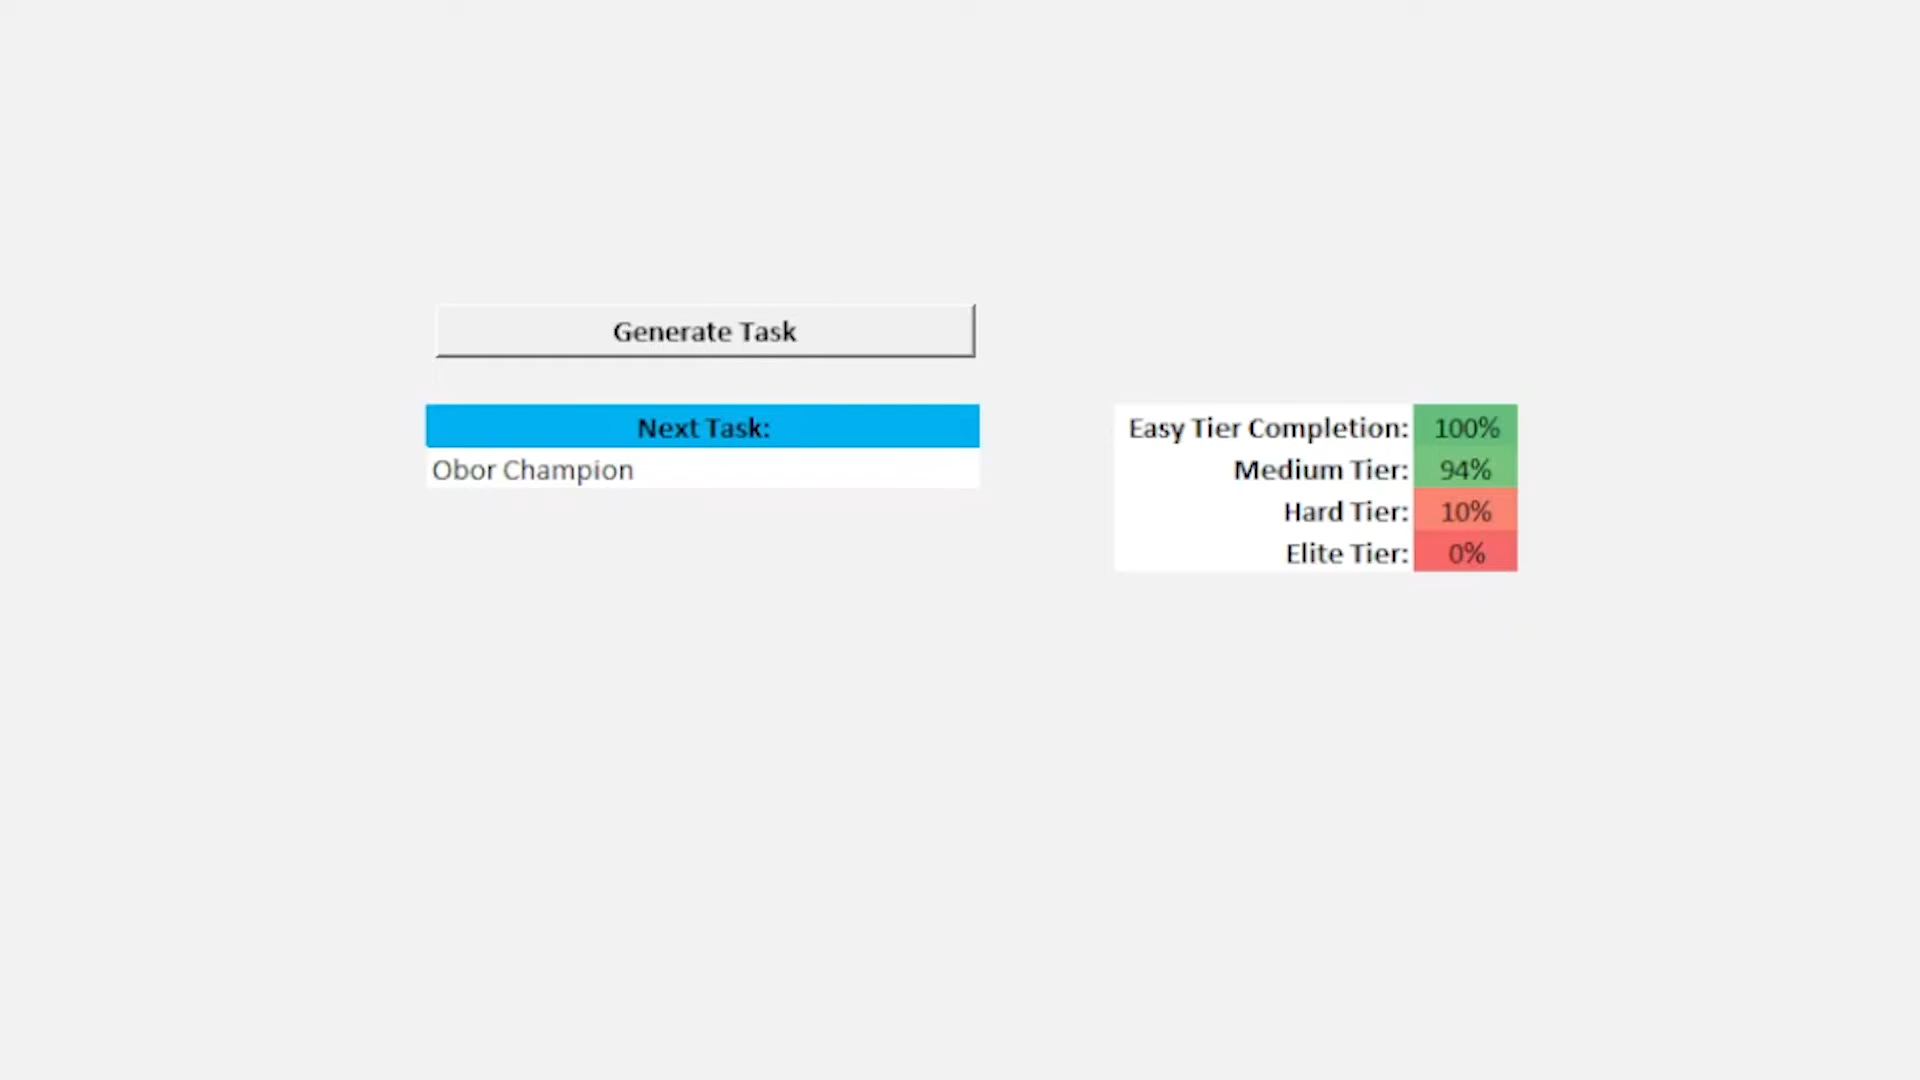 Generate Task
Next Task:
Obor Champion
Easy Tier Completion: 100%
Medium Tier: 94%
Hard Tier: 10%
Elite Tier: 0%